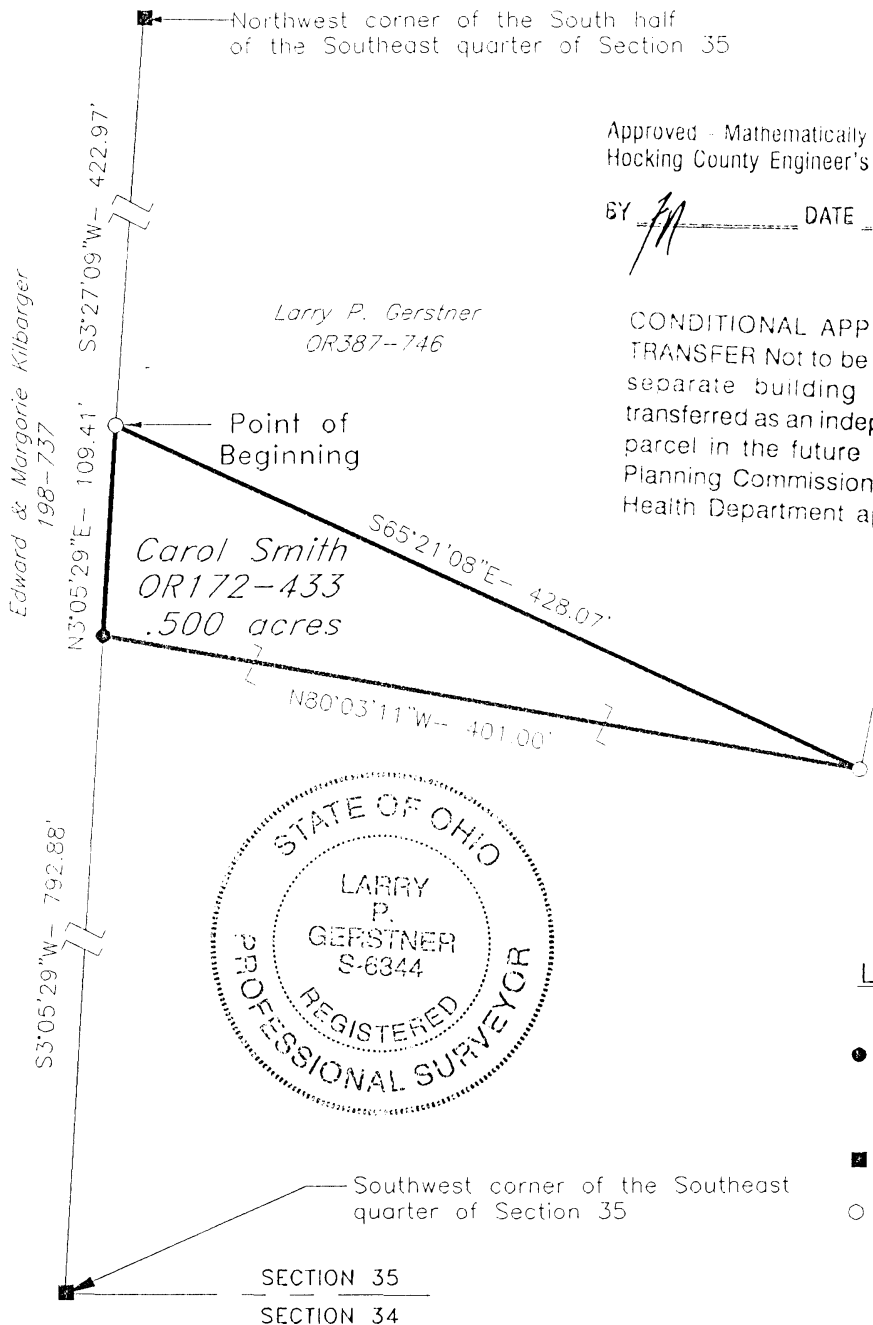 Northwest corner of the South half
of the Southeast quarter of Section 35
Approved - Mathematically
Hocking County Engineer's
BY DATE
S3°27'09"W- 422.97'
Edward & Margorie Kilbarger
198-737
Larry P. Gerstner
OR387-746
CONDITIONAL APP
TRANSFER Not to be
separate building
transferred as an indep
parcel in the future
Planning Commission
Health Department ap
Point of
Beginning
N3°05'29"E- 109.41'
S65°21'08"E- 428.07'
Carol Smith
OR172-433
.500 acres
N80°03'11"W- 401.00'
STATE OF OHIO
LARRY
P.
GERSTNER
S-6344
REGISTERED
PROFESSIONAL SURVEYOR
S3°05'29"W- 792.88'
L
Southwest corner of the Southeast
quarter of Section 35
SECTION 35
SECTION 34